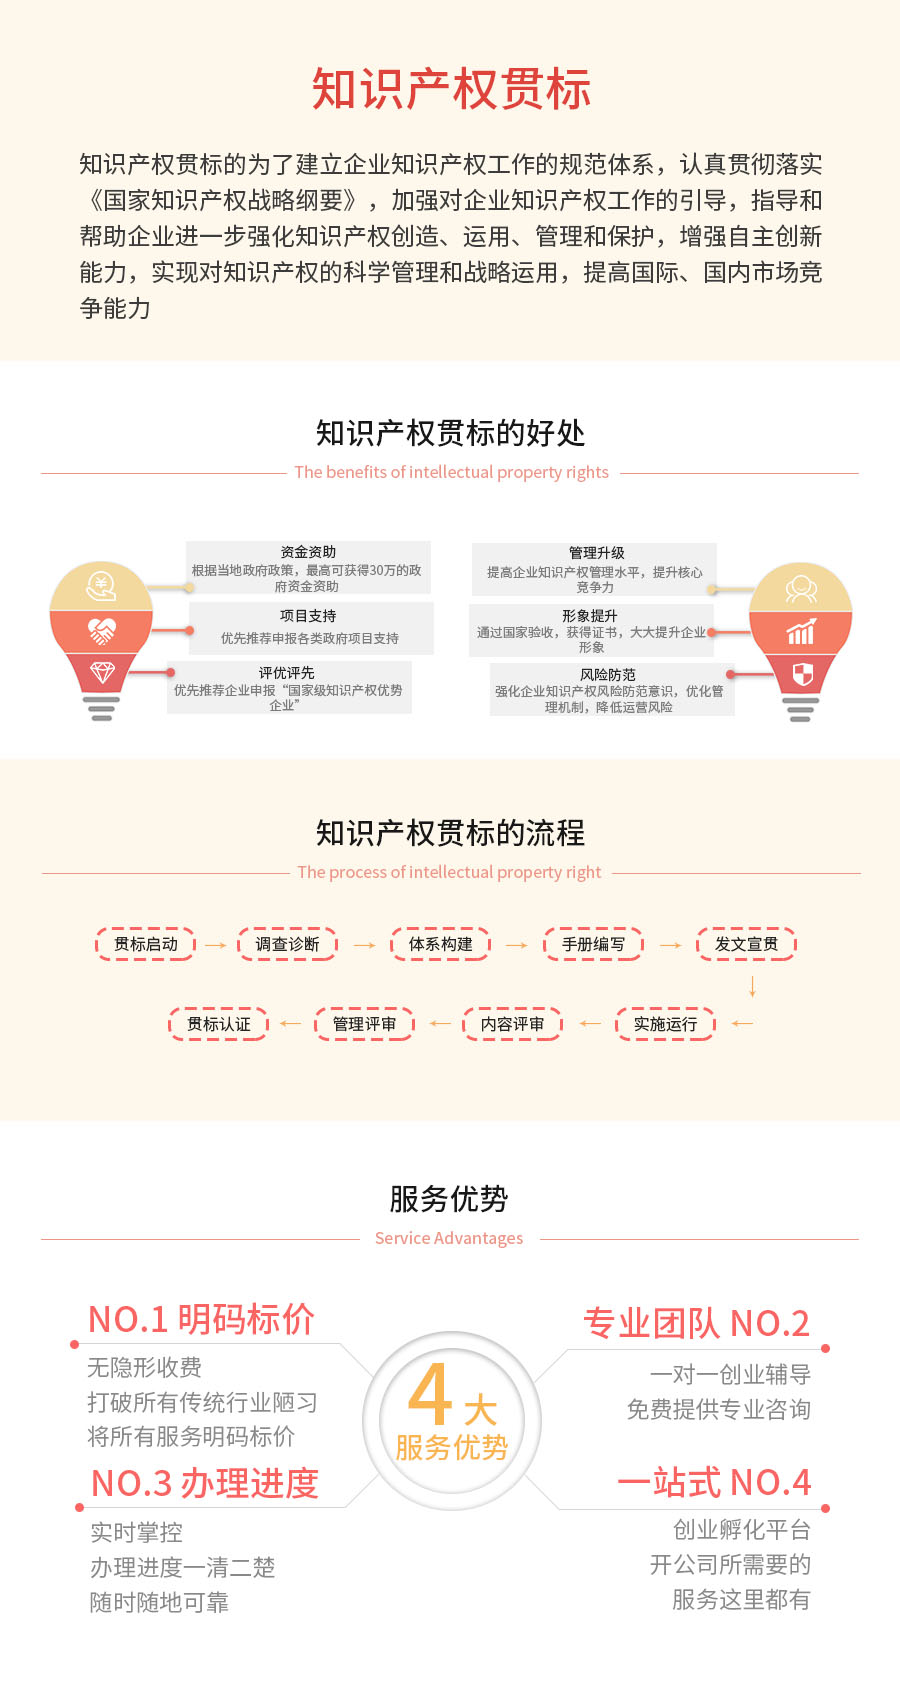 知识产权贯标
知识产权贯标的为了建立企业知识产权工作的规范体系，认真贯彻落实
《国家知识产权战略纲要》，加强对企业知识产权工作的引导，指导和
帮助企业进一步强化知识产权创造、运用、管理和保护，增强自主创新
能力，实现对知识产权的科学管理和战略运用，提高国际、国内市场竞
争能力
知识产权贯标的好处
The benefits of intellectual property rights
资金资助
根据当地政府政策，最高可获得30万的政
府资金资助
项目支持
优先推荐申报各类政府项目支持
评优评先
优先推荐企业申报“国家级知识产权优势
企业”
管理升级
提高企业知识产权管理水平，提升核心
竞争力
形象提升
通过国家验收，获得证书，大大提升企业
形象
风险防范
强化企业知识产权风险防范意识，优化管
理机制，降低运营风险
知识产权贯标的流程
The process of intellectual property right
贯标启动
调查诊断
体系构建
手册编写
发文宣贯
贯标认证
管理评审
内容评审
实施运行
服务优势
Service Advantages
NO.1 明码标价
无隐形收费
打破所有传统行业陋习
将所有服务明码标价
专业团队 NO.2
一对一创业辅导
免费提供专业咨询
4 大
服务优势
NO.3 办理进度
实时掌控
办理进度一清二楚
随时随地可靠
一站式 NO.4
创业孵化平台
开公司所需要的
服务这里都有